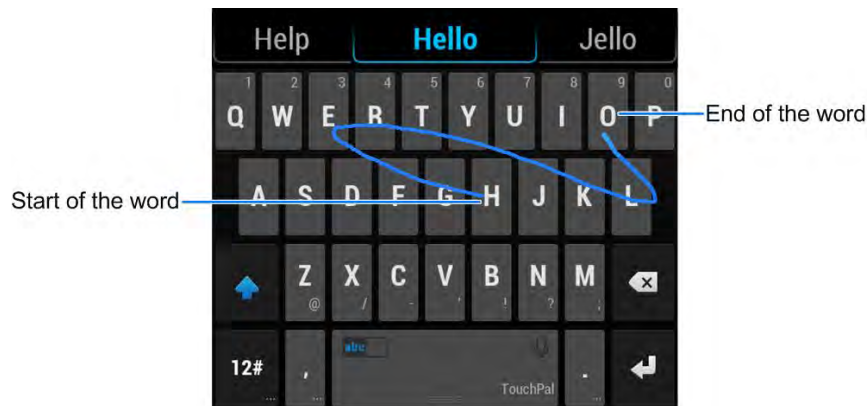 Help Hello Jello
1 2 3 4 5 6 7 8 9 0
Q W E R T Y U I O P
End of the word
Start of the word
A S D F G H J K L
Z X C V B N M
@ / - ' ! ? ;
abc
12# , .
TouchPal
... ... ...